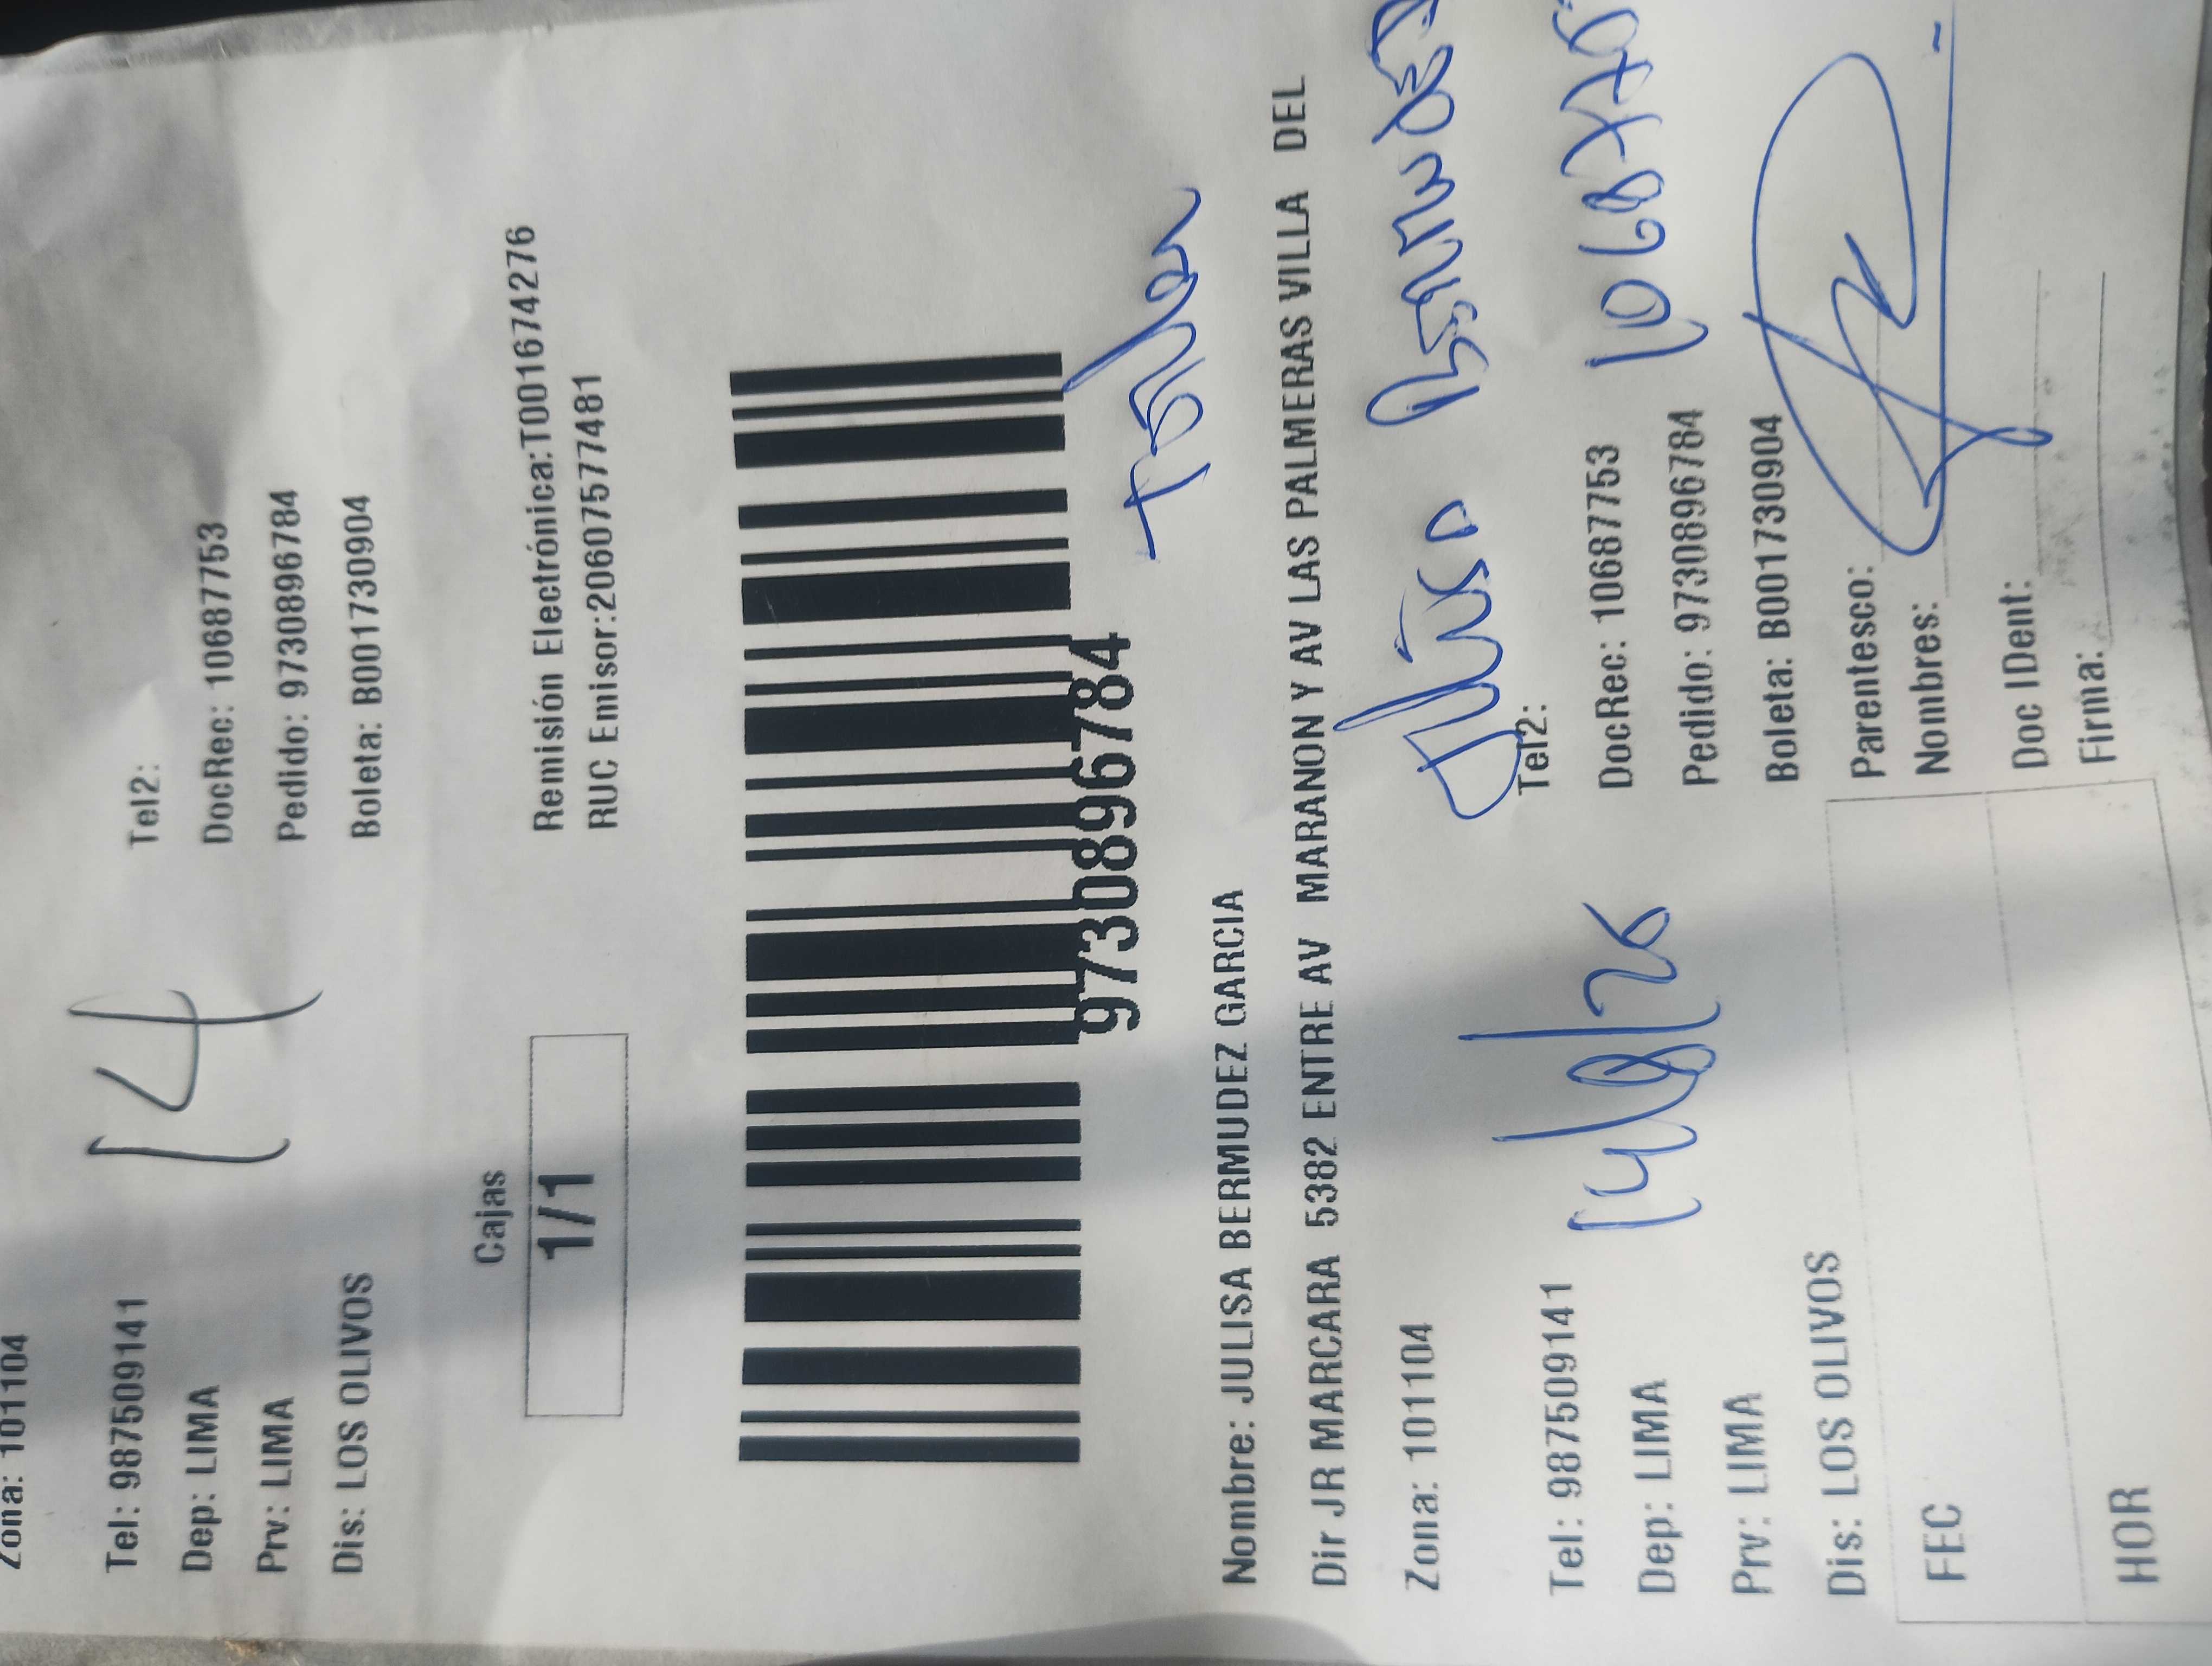 Zona: 101104
14
Tel: 987509141 Tel2:
Dep: LIMA DocRec: 10687753
Prv: LIMA Pedido: 9730896784
Dis: LOS OLIVOS Boleta: B001730904
Cajas
1/1
Remisión Electrónica:T001674276
RUC Emisor:20607577481
9730896784
Nombre: JULISA BERMUDEZ GARCIA
Dir JR MARCARA 5382 ENTRE AV MARANON Y AV LAS PALMERAS VILLA DEL
Zona: 101104
Tel: 987509141 Tel2:
14/8/26
Dep: LIMA DocRec: 10687753
Prv: LIMA Pedido: 9730896784
Dis: LOS OLIVOS Boleta: B001730904
FEC
HOR
Parentesco:
Nombres:
Doc IDent:
Firma: